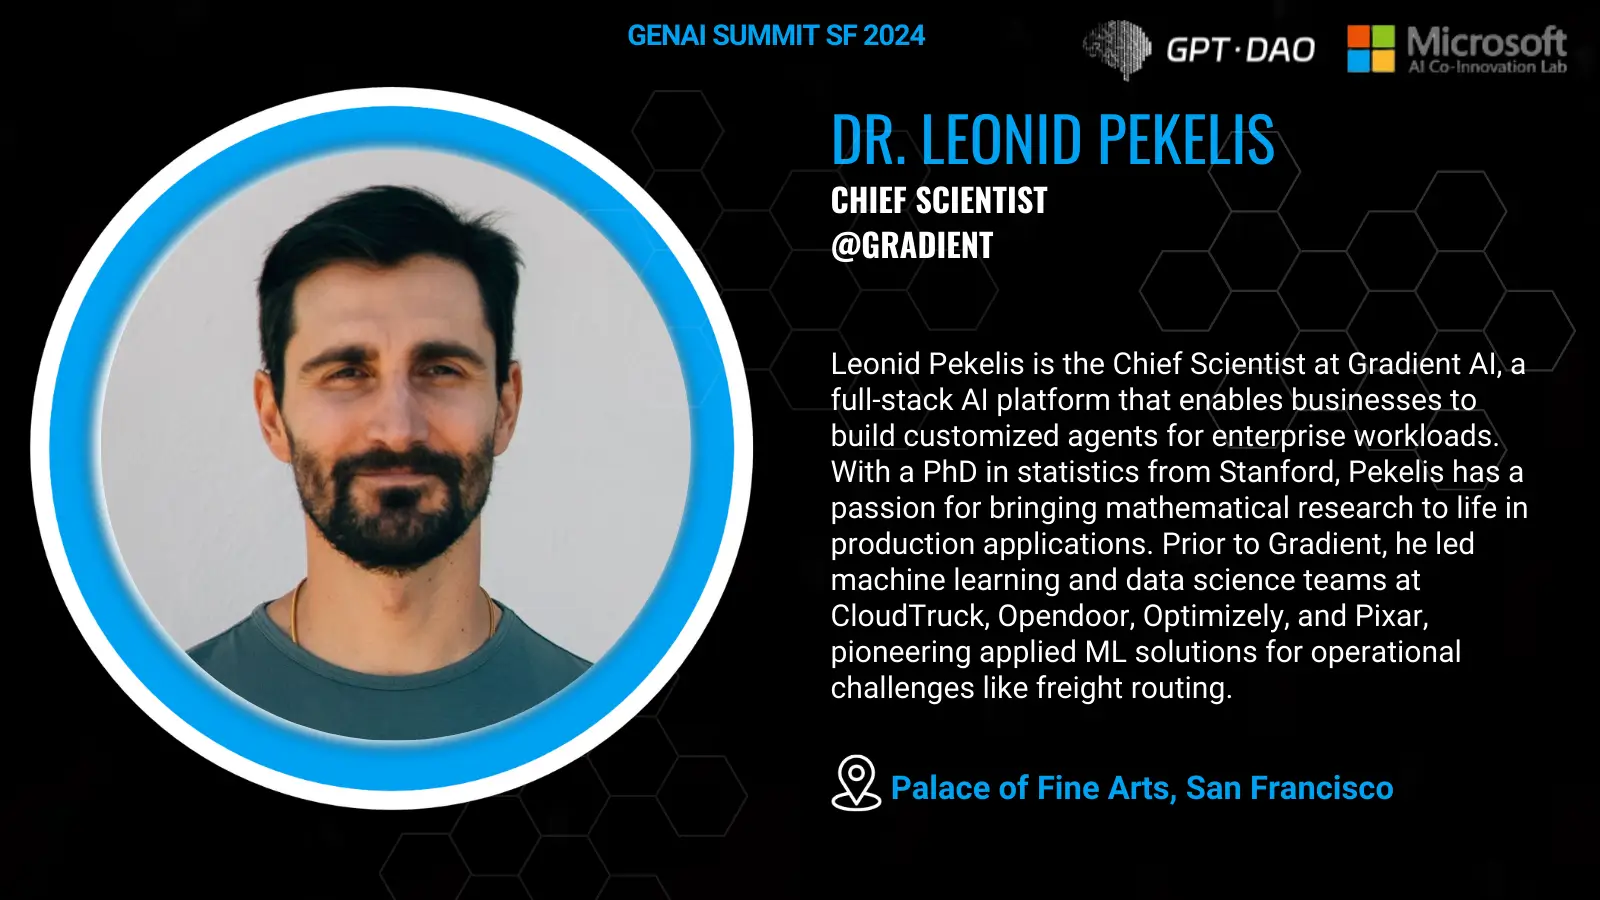 GENAI SUMMIT SF 2024
GPT·DAO
Microsoft
AI Co-Innovation Lab
DR. LEONID PEKELIS
CHIEF SCIENTIST
@GRADIENT
Leonid Pekelis is the Chief Scientist at Gradient AI, a
full-stack AI platform that enables businesses to
build customized agents for enterprise workloads.
With a PhD in statistics from Stanford, Pekelis has a
passion for bringing mathematical research to life in
production applications. Prior to Gradient, he led
machine learning and data science teams at
CloudTruck, Opendoor, Optimizely, and Pixar,
pioneering applied ML solutions for operational
challenges like freight routing.
Palace of Fine Arts, San Francisco